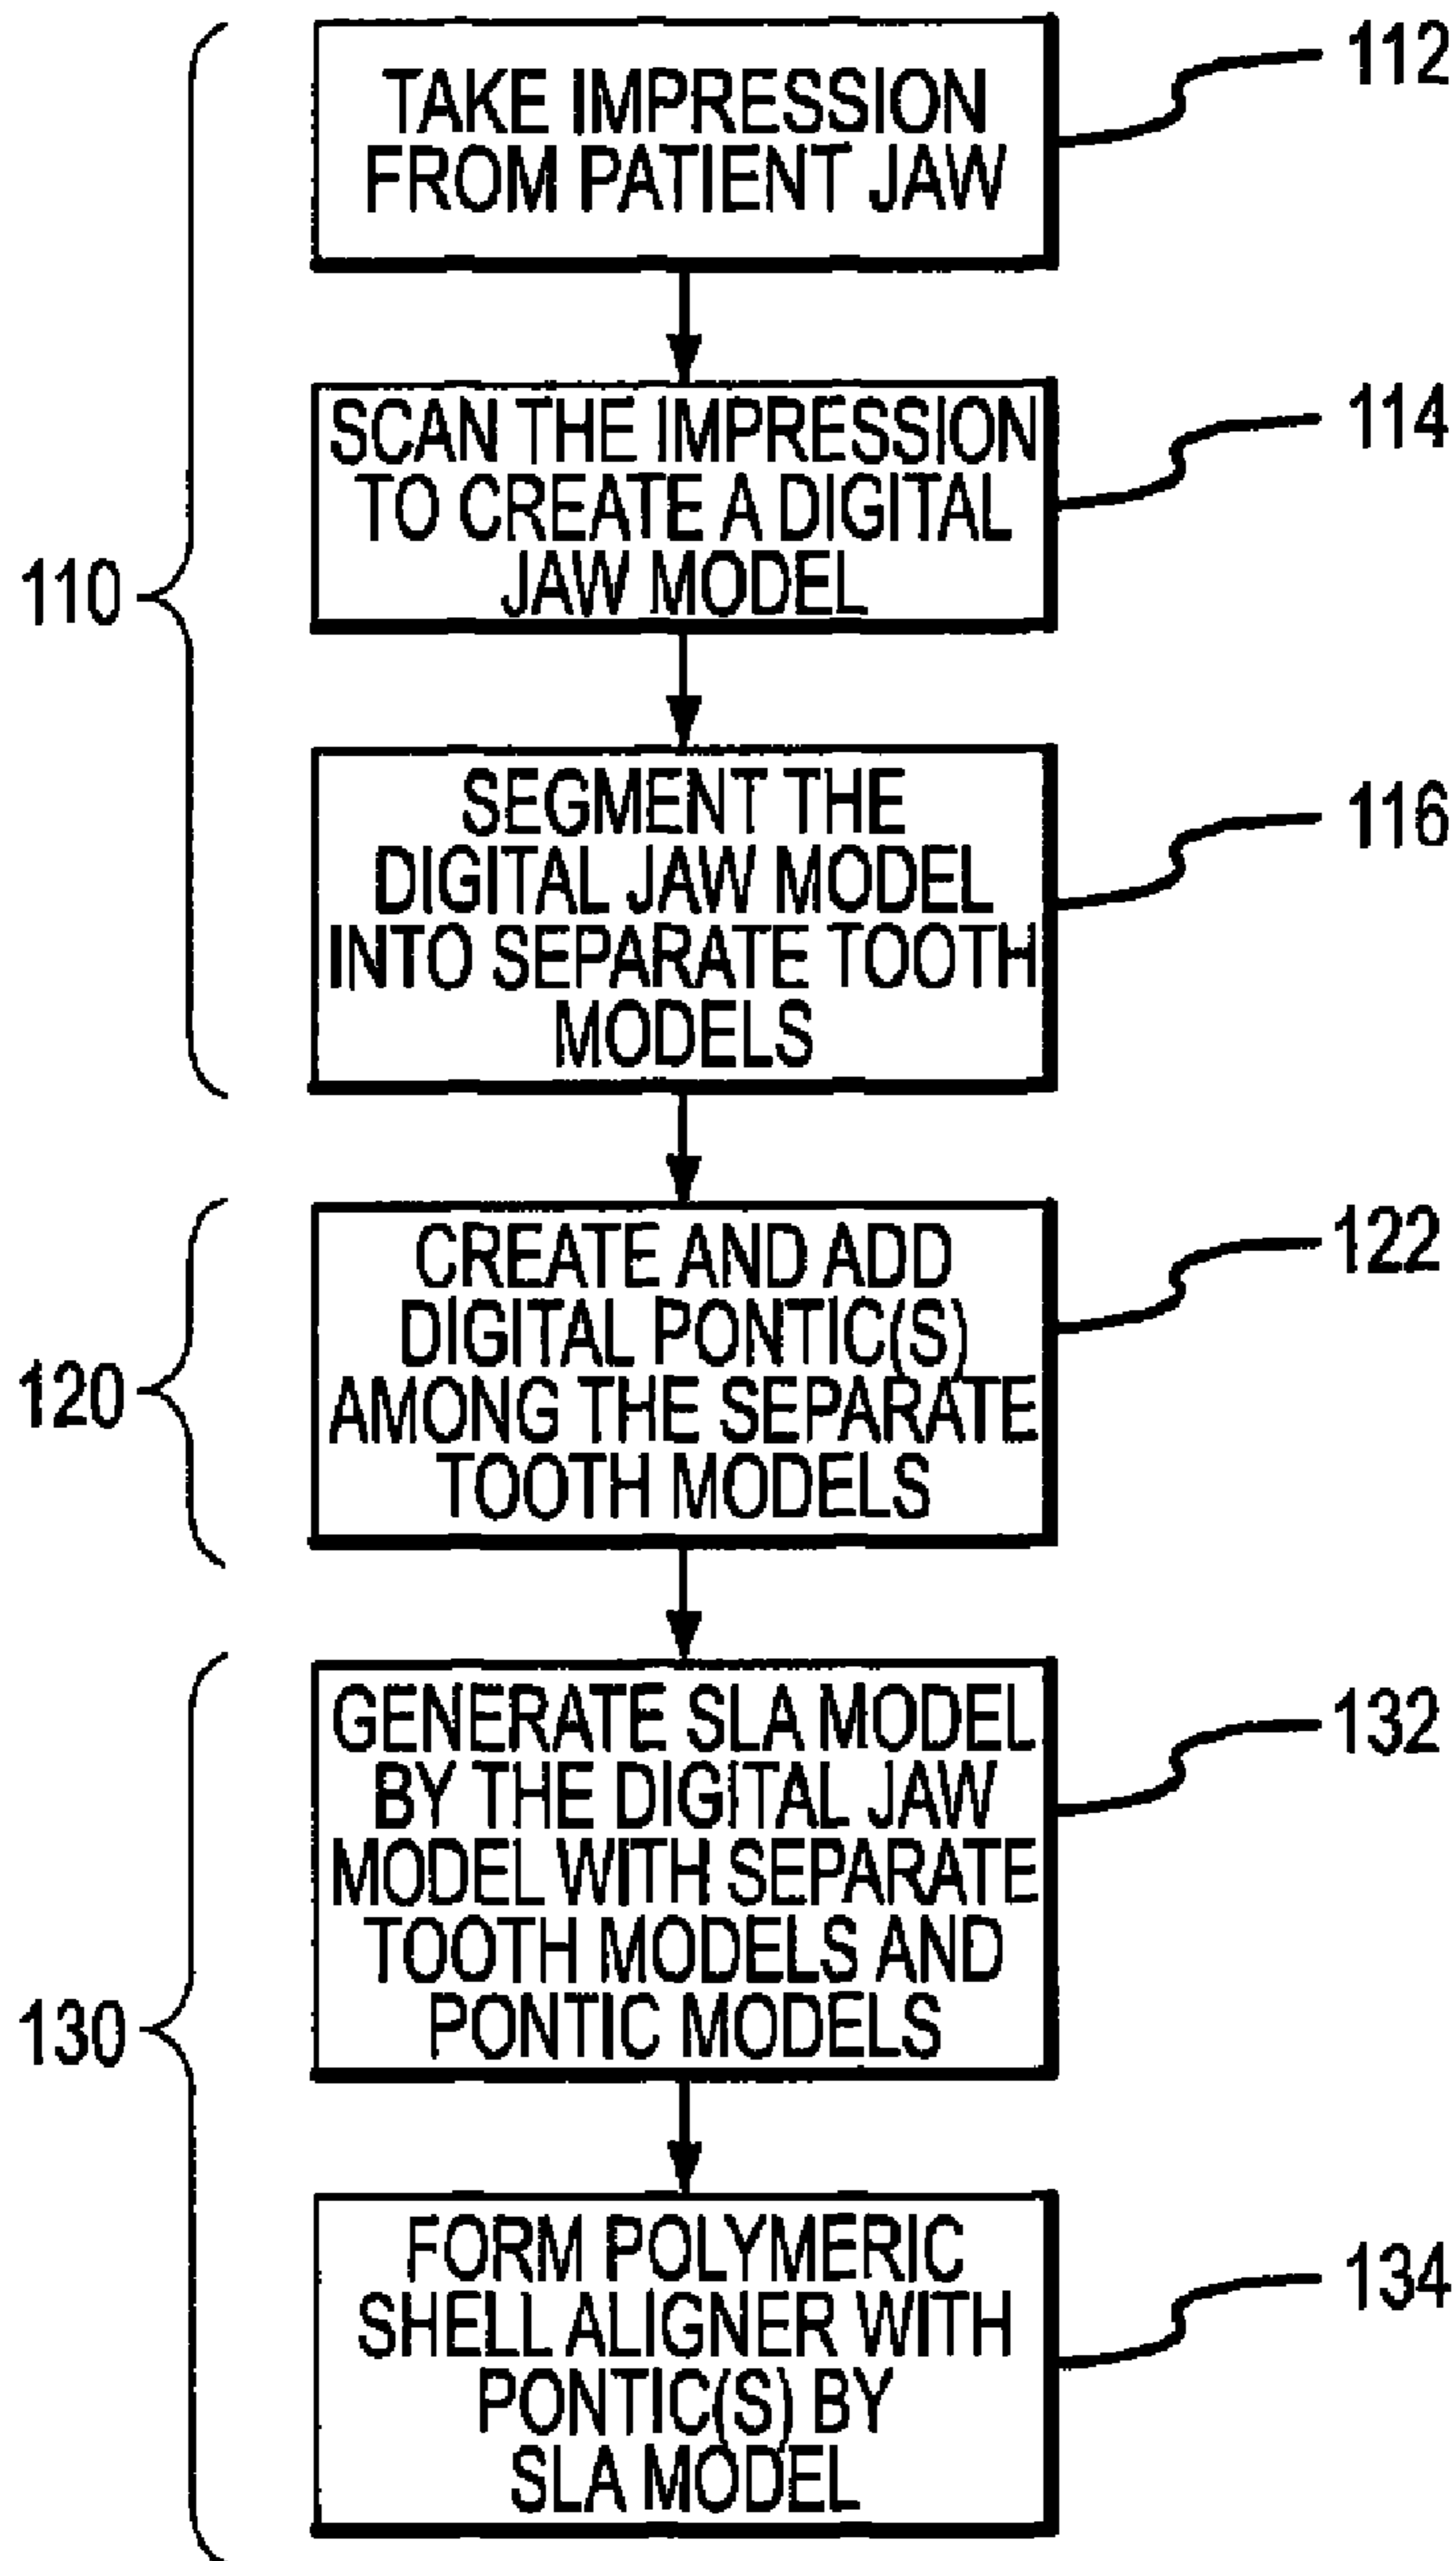 TAKE IMPRESSION
FROM PATIENT JAW
112
SCAN THE IMPRESSION
TO CREATE A DIGITAL
JAW MODEL
114
110
SEGMENT THE
DIGITAL JAW MODEL
INTO SEPARATE TOOTH
MODELS
116
CREATE AND ADD
DIGITAL PONTIC(S)
AMONG THE SEPARATE
TOOTH MODELS
122
120
GENERATE SLA MODEL
BY THE DIGITAL JAW
MODEL WITH SEPARATE
TOOTH MODELS AND
PONTIC MODELS
132
130
FORM POLYMERIC
SHELL ALIGNER WITH
PONTIC(S) BY
SLA MODEL
134